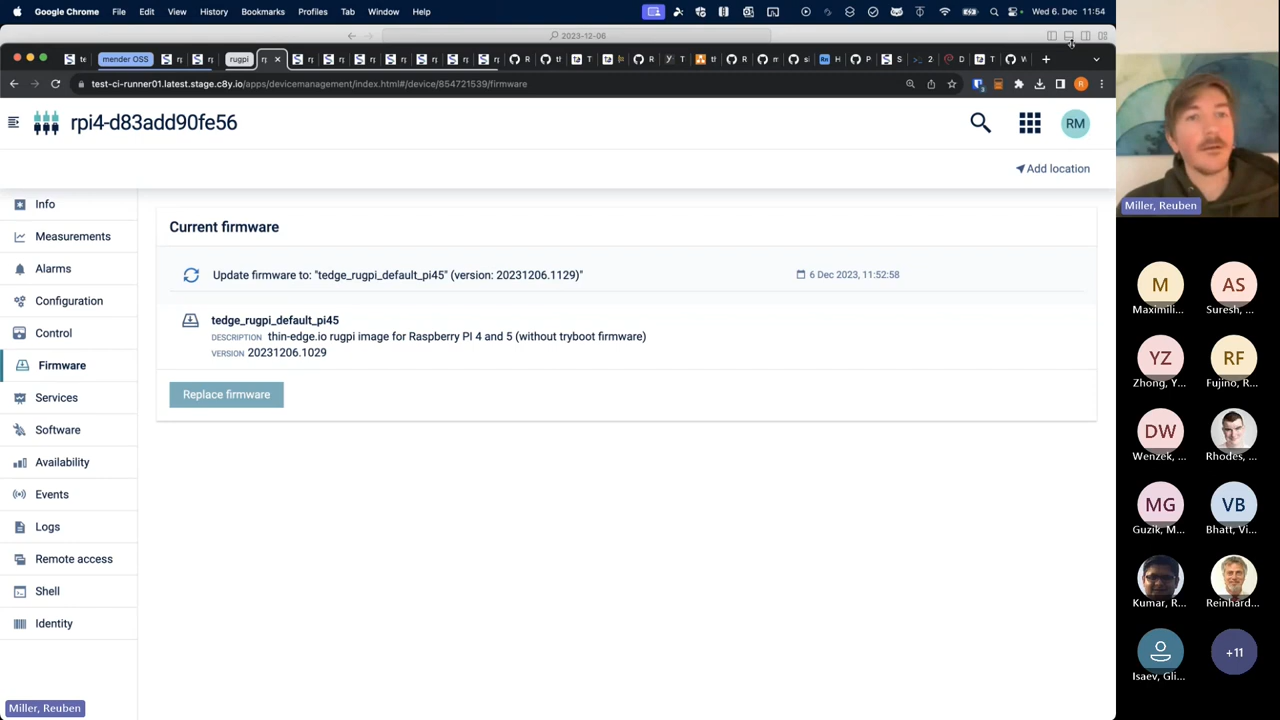 Google Chrome File Edit View History Bookmarks Profiles Tab Window Help Wed 6. Dec 11:54
2023-12-06
mender OSS rugpi
test-ci-runner01.latest.stage.c8y.io/apps/devicemanagement/index.html#/device/854721539/firmware
rpi4-d83add90fe56
RM
Add location
Info
Measurements
Alarms
Configuration
Control
Firmware
Services
Software
Availability
Events
Logs
Remote access
Shell
Identity
Current firmware
Update firmware to: "tedge_rugpi_default_pi45" (version: 20231206.1129)"
6 Dec 2023, 11:52:58
tedge_rugpi_default_pi45
DESCRIPTION thin-edge.io rugpi image for Raspberry PI 4 and 5 (without tryboot firmware)
VERSION 20231206.1029
Replace firmware
Miller, Reuben
Miller, Reuben
M AS
Maximili... Suresh, ...
YZ RF
Zhong, Y... Fujino, R...
DW
Wenzek, ... Rhodes, ...
MG VB
Guzik, M... Bhatt, Vi...
Kumar, R... Reinhard...
+11
Isaev, Gli...